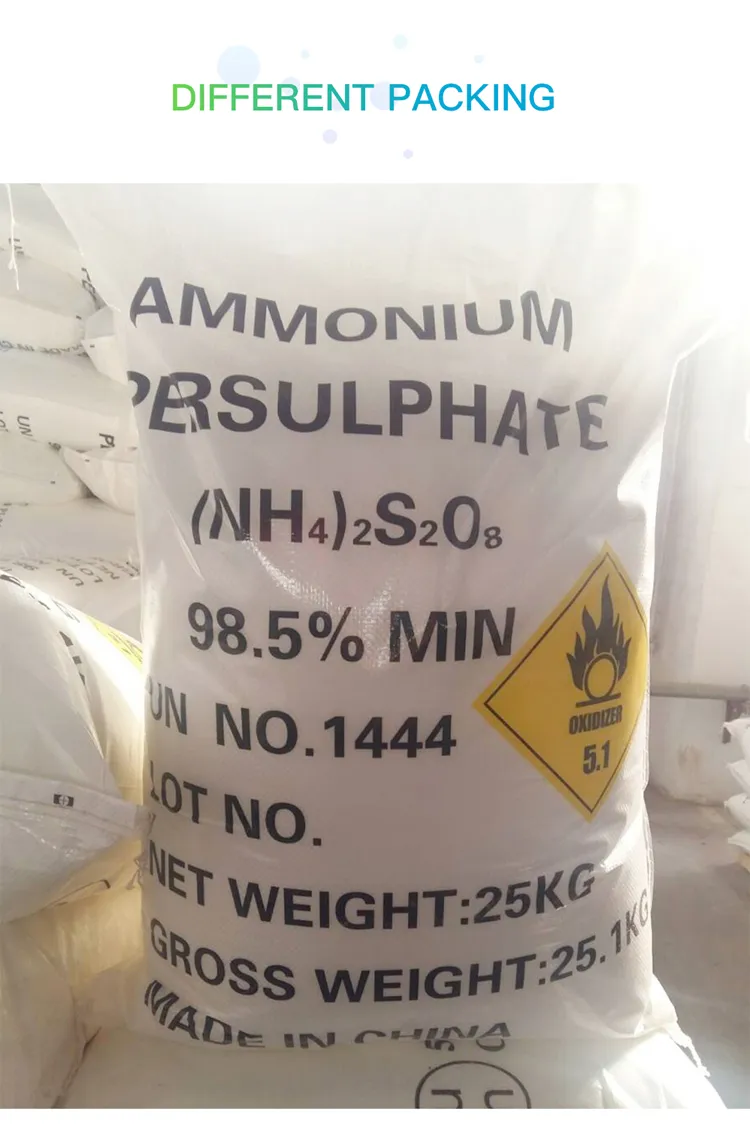 DIFFERENT PACKING
AMMONIUM
PERSULPHATE
(NH₄)₂S₂O₈
98.5% MIN
UN NO.1444
OXIDIZER
5.1
LOT NO.
NET WEIGHT:25KG
GROSS WEIGHT:25.1KG
MADE IN CHINA